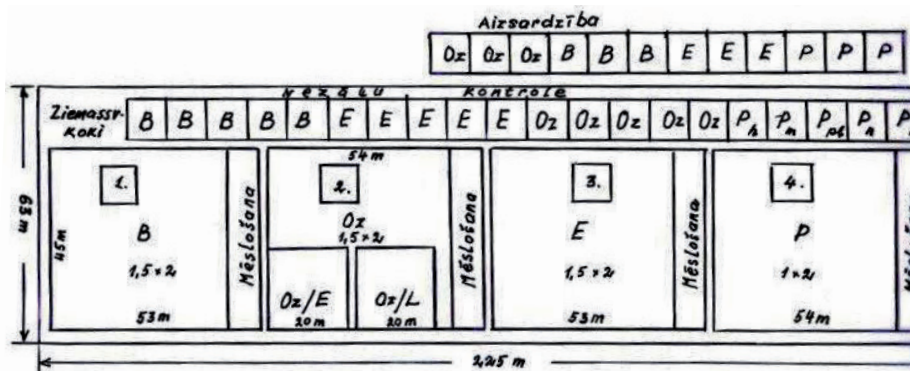 Aizsardzība
Oz Oz Oz B B B E E E P P P
Nezāļu kontrole
Ziemassv.
koki
B B B B B E E E E E Oz Oz Oz Oz Oz
54 m
1.
2.
3.
4.
B
Oz
E
P
1,5×2
1,5×2
1,5×2
1×2
Oz/E
Oz/L
20 m
20 m
53 m
53 m
54 m
45 m
63 m
Mēslošana
Mēslošana
Mēslošana
225 m